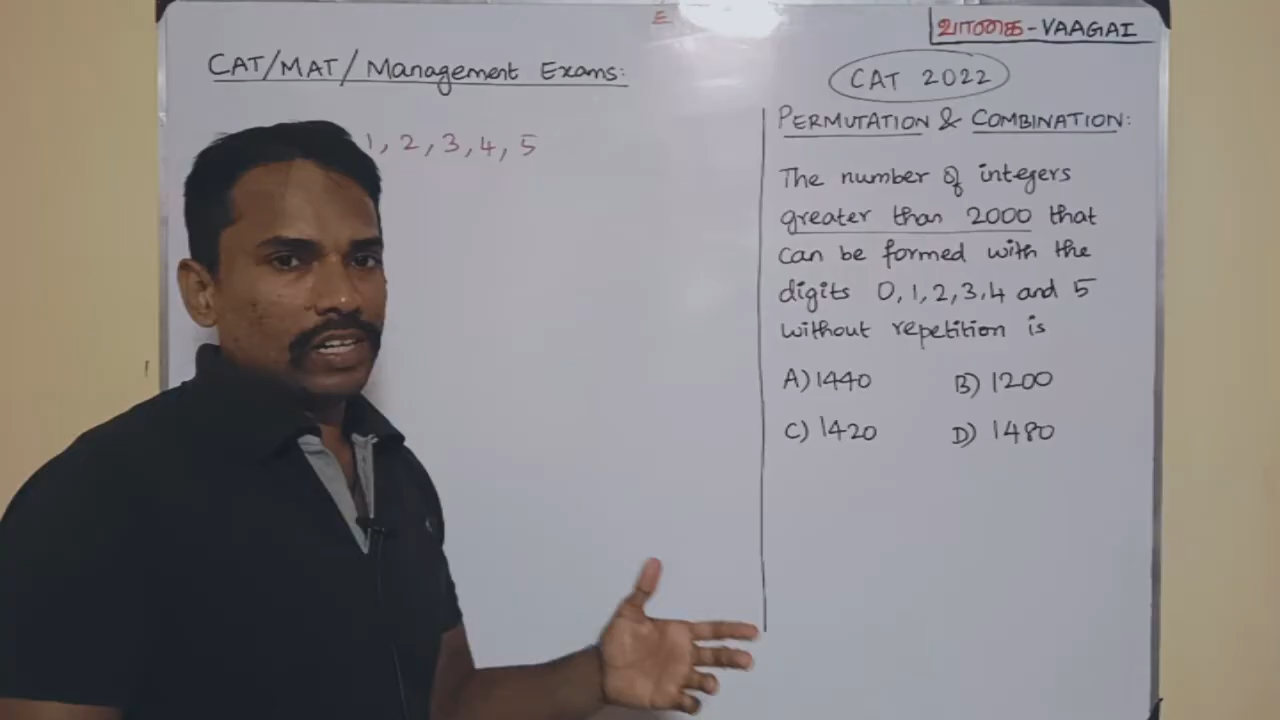 E
வாகை - VAAGAI
CAT/MAT/Management Exams:
1, 2, 3, 4, 5
CAT 2022
PERMUTATION & COMBINATION:
The number of integers
greater than 2000 that
can be formed with the
digits 0, 1, 2, 3, 4 and 5
without repetition is
A) 1440 B) 1200
C) 1420 D) 1480